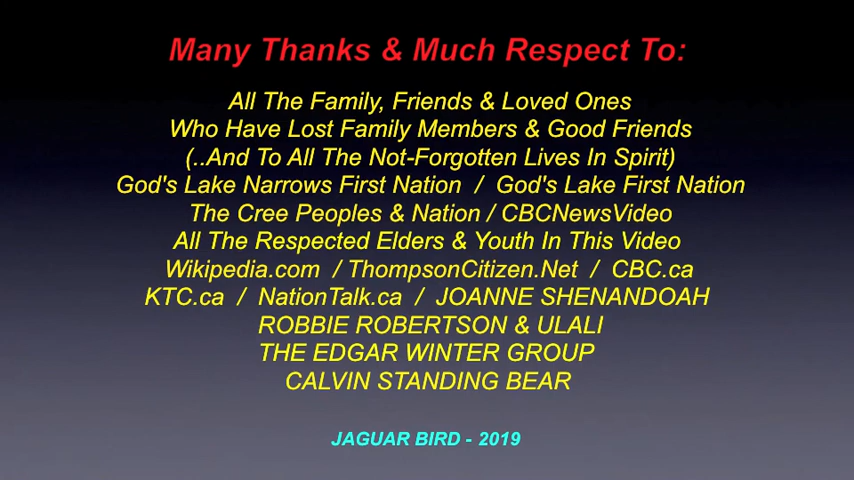 Many Thanks & Much Respect To:
All The Family, Friends & Loved Ones
Who Have Lost Family Members & Good Friends
(..And To All The Not-Forgotten Lives In Spirit)
God's Lake Narrows First Nation / God's Lake First Nation
The Cree Peoples & Nation / CBCNewsVideo
All The Respected Elders & Youth In This Video
Wikipedia.com / ThompsonCitizen.Net / CBC.ca
KTC.ca / NationTalk.ca / JOANNE SHENANDOAH
ROBBIE ROBERTSON & ULALI
THE EDGAR WINTER GROUP
CALVIN STANDING BEAR
JAGUAR BIRD - 2019